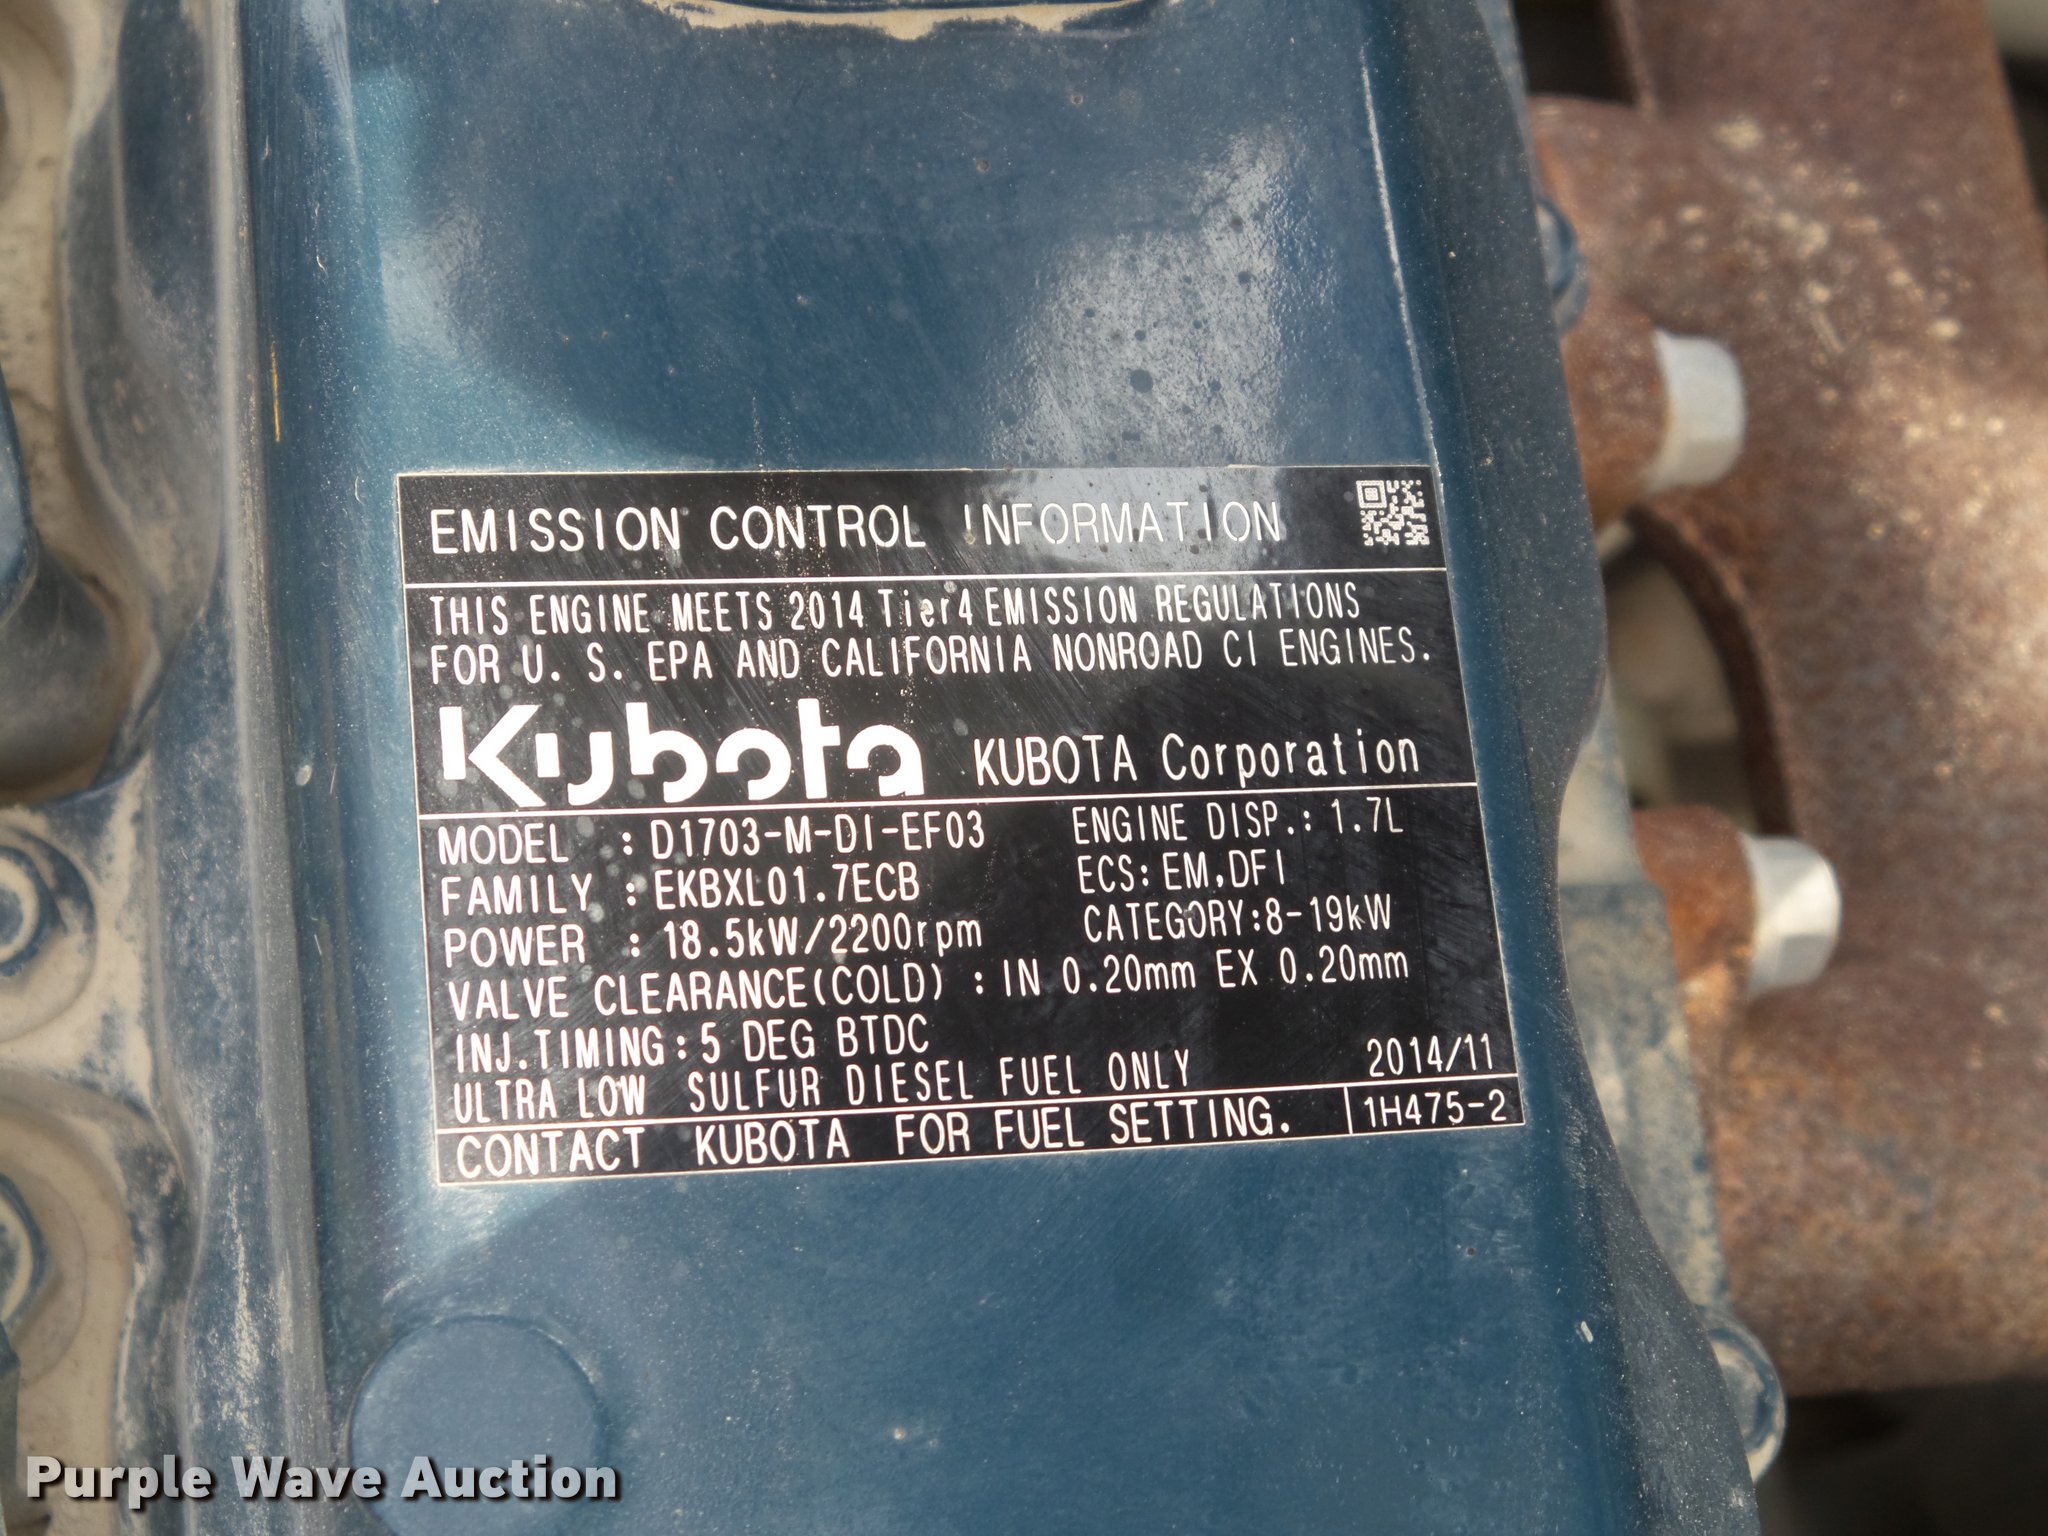 EMISSION CONTROL INFORMATION
THIS ENGINE MEETS 2014 Tier4 EMISSION REGULATIONS
FOR U. S. EPA AND CALIFORNIA NONROAD CI ENGINES.
Kubota KUBOTA Corporation
MODEL : D1703-M-DI-EF03 ENGINE DISP.: 1.7L
FAMILY : EKBXL01.7ECB ECS: EM,DFI
POWER : 18.5kW/2200rpm CATEGORY:8-19kW
VALVE CLEARANCE(COLD) : IN 0.20mm EX 0.20mm
INJ.TIMING:5 DEG BTDC
ULTRA LOW SULFUR DIESEL FUEL ONLY 2014/11
CONTACT KUBOTA FOR FUEL SETTING. 1H475-2
Purple Wave Auction